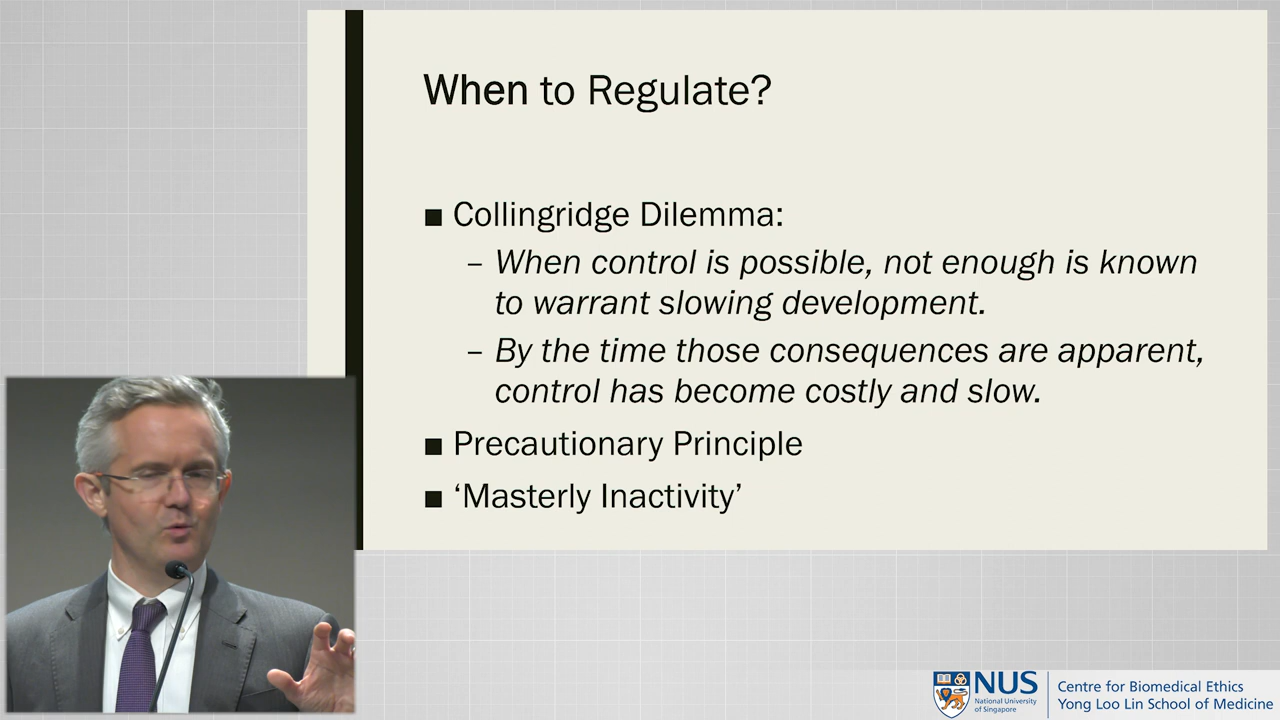 When to Regulate?
■ Collingridge Dilemma:
– When control is possible, not enough is known
to warrant slowing development.
– By the time those consequences are apparent,
control has become costly and slow.
■ Precautionary Principle
■ ‘Masterly Inactivity’
NUS
National University
of Singapore
Centre for Biomedical Ethics
Yong Loo Lin School of Medicine